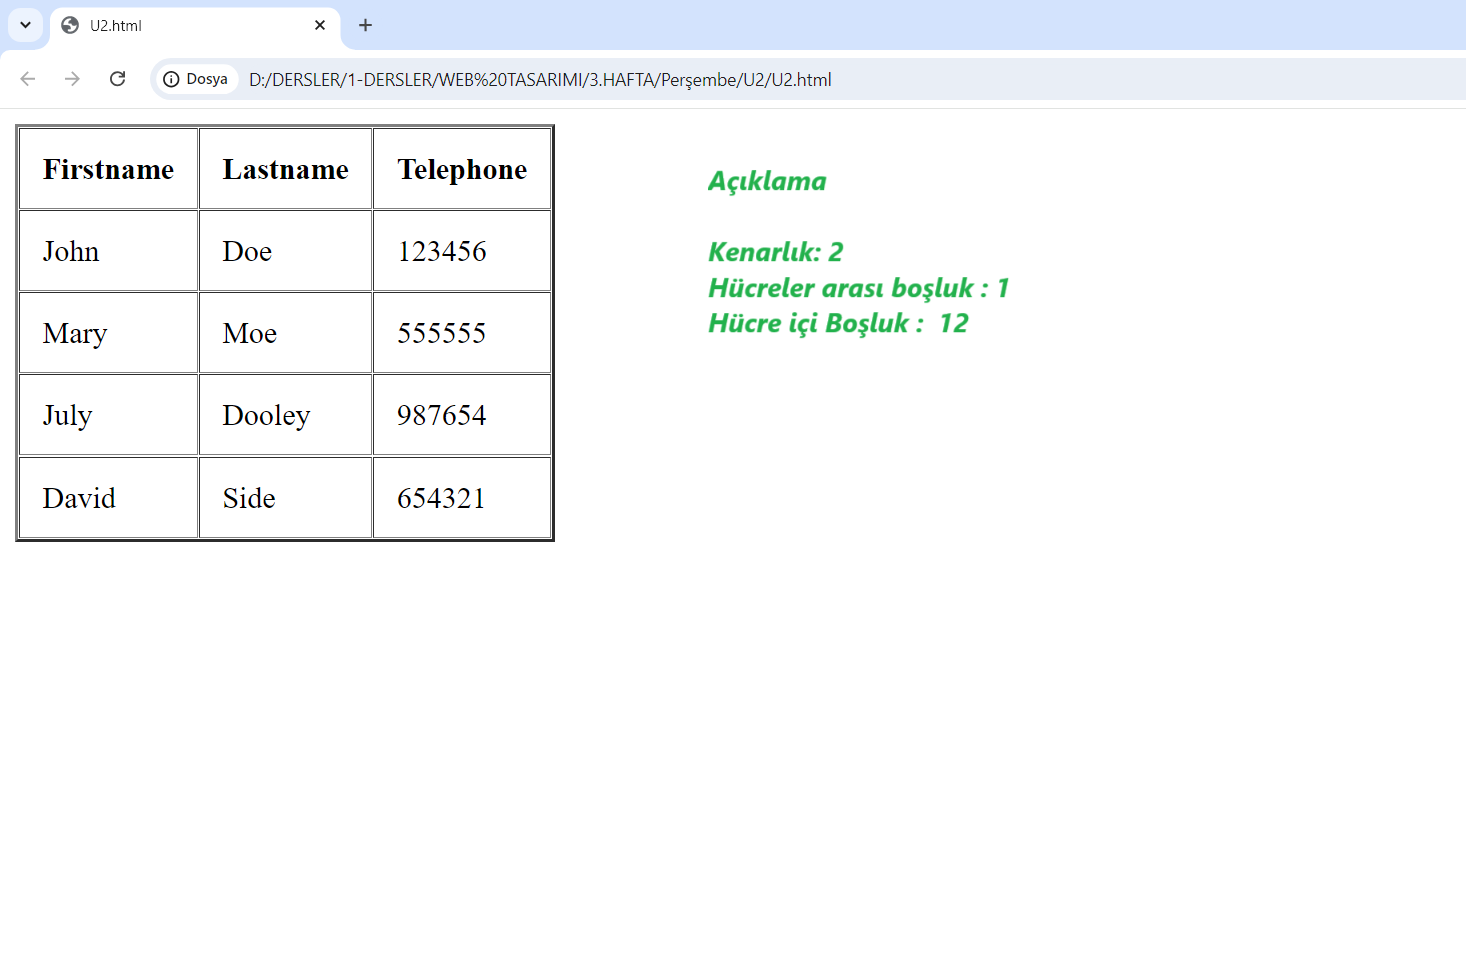 U2.html
Dosya D:/DERSLER/1-DERSLER/WEB%20TASARIMI/3.HAFTA/Perşembe/U2/U2.html
Firstname Lastname Telephone
John Doe 123456
Mary Moe 555555
July Dooley 987654
David Side 654321
Açıklama
Kenarlık: 2
Hücreler arası boşluk : 1
Hücre içi Boşluk :  12